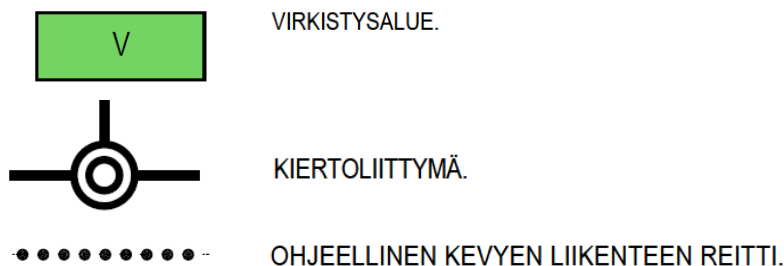 V
VIRKISTYSALUE.
KIERTOLIITTYMÄ.
OHJEELLINEN KEVYEN LIIKENTEEN REITTI.